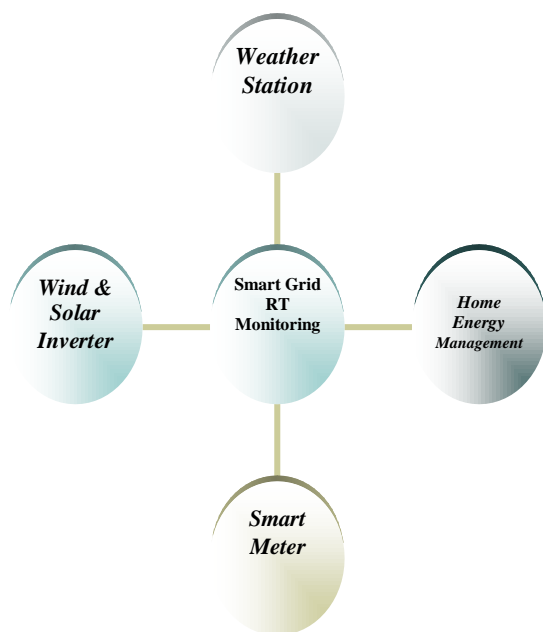 Weather
Station
Wind &
Solar
Inverter
Smart Grid
RT
Monitoring
Home
Energy
Management
Smart
Meter